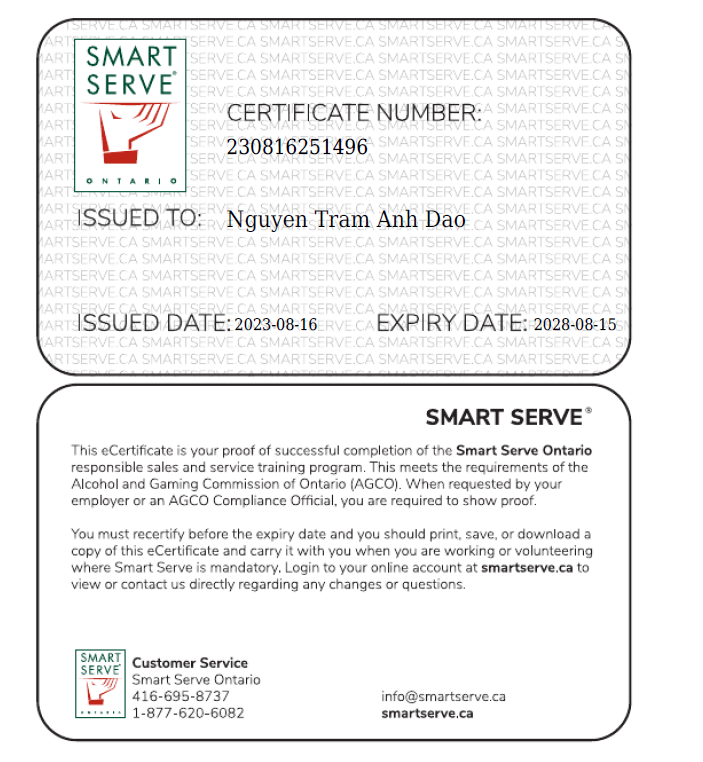 SMART
SERVE®
ONTARIO
CERTIFICATE NUMBER:
230816251496
ISSUED TO: Nguyen Tram Anh Dao
ISSUED DATE: 2023-08-16 EXPIRY DATE: 2028-08-15
SMART SERVE®
This eCertificate is your proof of successful completion of the Smart Serve Ontario
responsible sales and service training program. This meets the requirements of the
Alcohol and Gaming Commission of Ontario (AGCO). When requested by your
employer or an AGCO Compliance Official, you are required to show proof.
You must recertify before the expiry date and you should print, save, or download a
copy of this eCertificate and carry it with you when you are working or volunteering
where Smart Serve is mandatory. Login to your online account at smartserve.ca to
view or contact us directly regarding any changes or questions.
SMART
SERVE
ONTARIO
Customer Service
Smart Serve Ontario
416-695-8737
1-877-620-6082
info@smartserve.ca
smartserve.ca